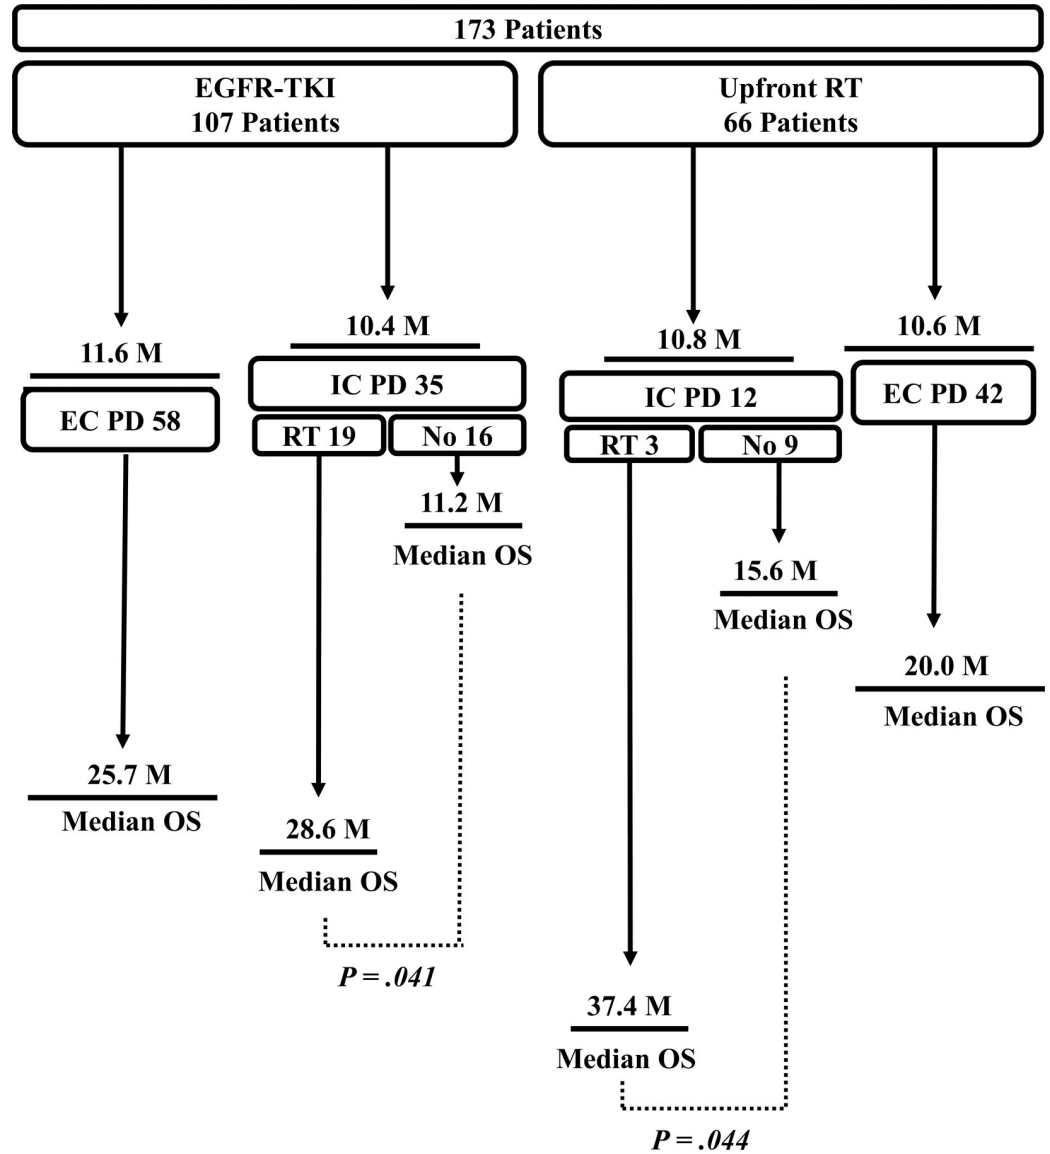 173 Patients
EGFR-TKI
107 Patients
Upfront RT
66 Patients
11.6 M
EC PD 58
25.7 M
Median OS
10.4 M
IC PD 35
RT 19
No 16
11.2 M
Median OS
28.6 M
Median OS
P = .041
10.8 M
IC PD 12
RT 3
No 9
15.6 M
Median OS
37.4 M
Median OS
P = .044
10.6 M
EC PD 42
20.0 M
Median OS